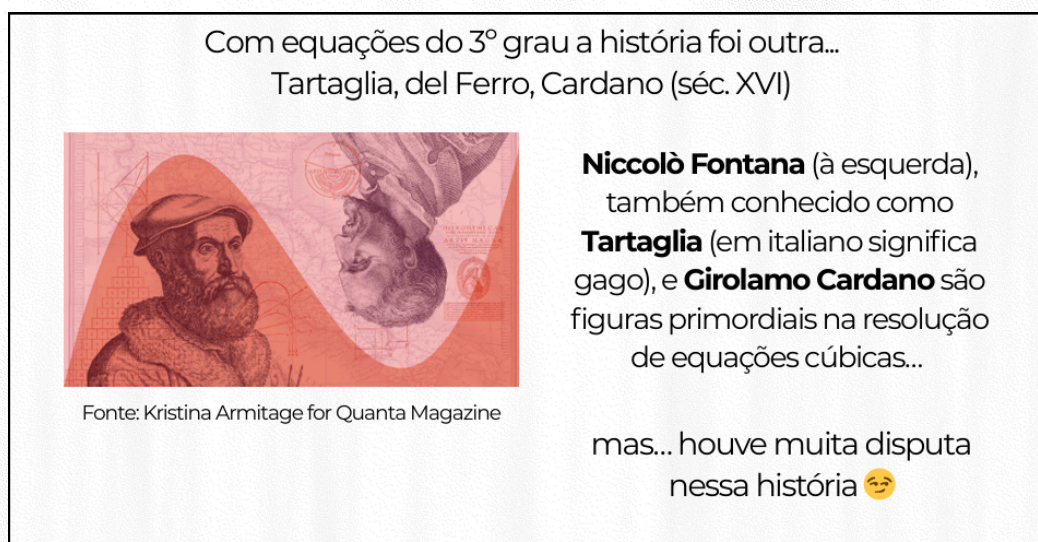 Com equações do 3º grau a história foi outra...
Tartaglia, del Ferro, Cardano (séc. XVI)
Niccolò Fontana (à esquerda),
também conhecido como
Tartaglia (em italiano significa
gago), e Girolamo Cardano são
figuras primordiais na resolução
de equações cúbicas...
mas... houve muita disputa
nessa história 😏
Fonte: Kristina Armitage for Quanta Magazine